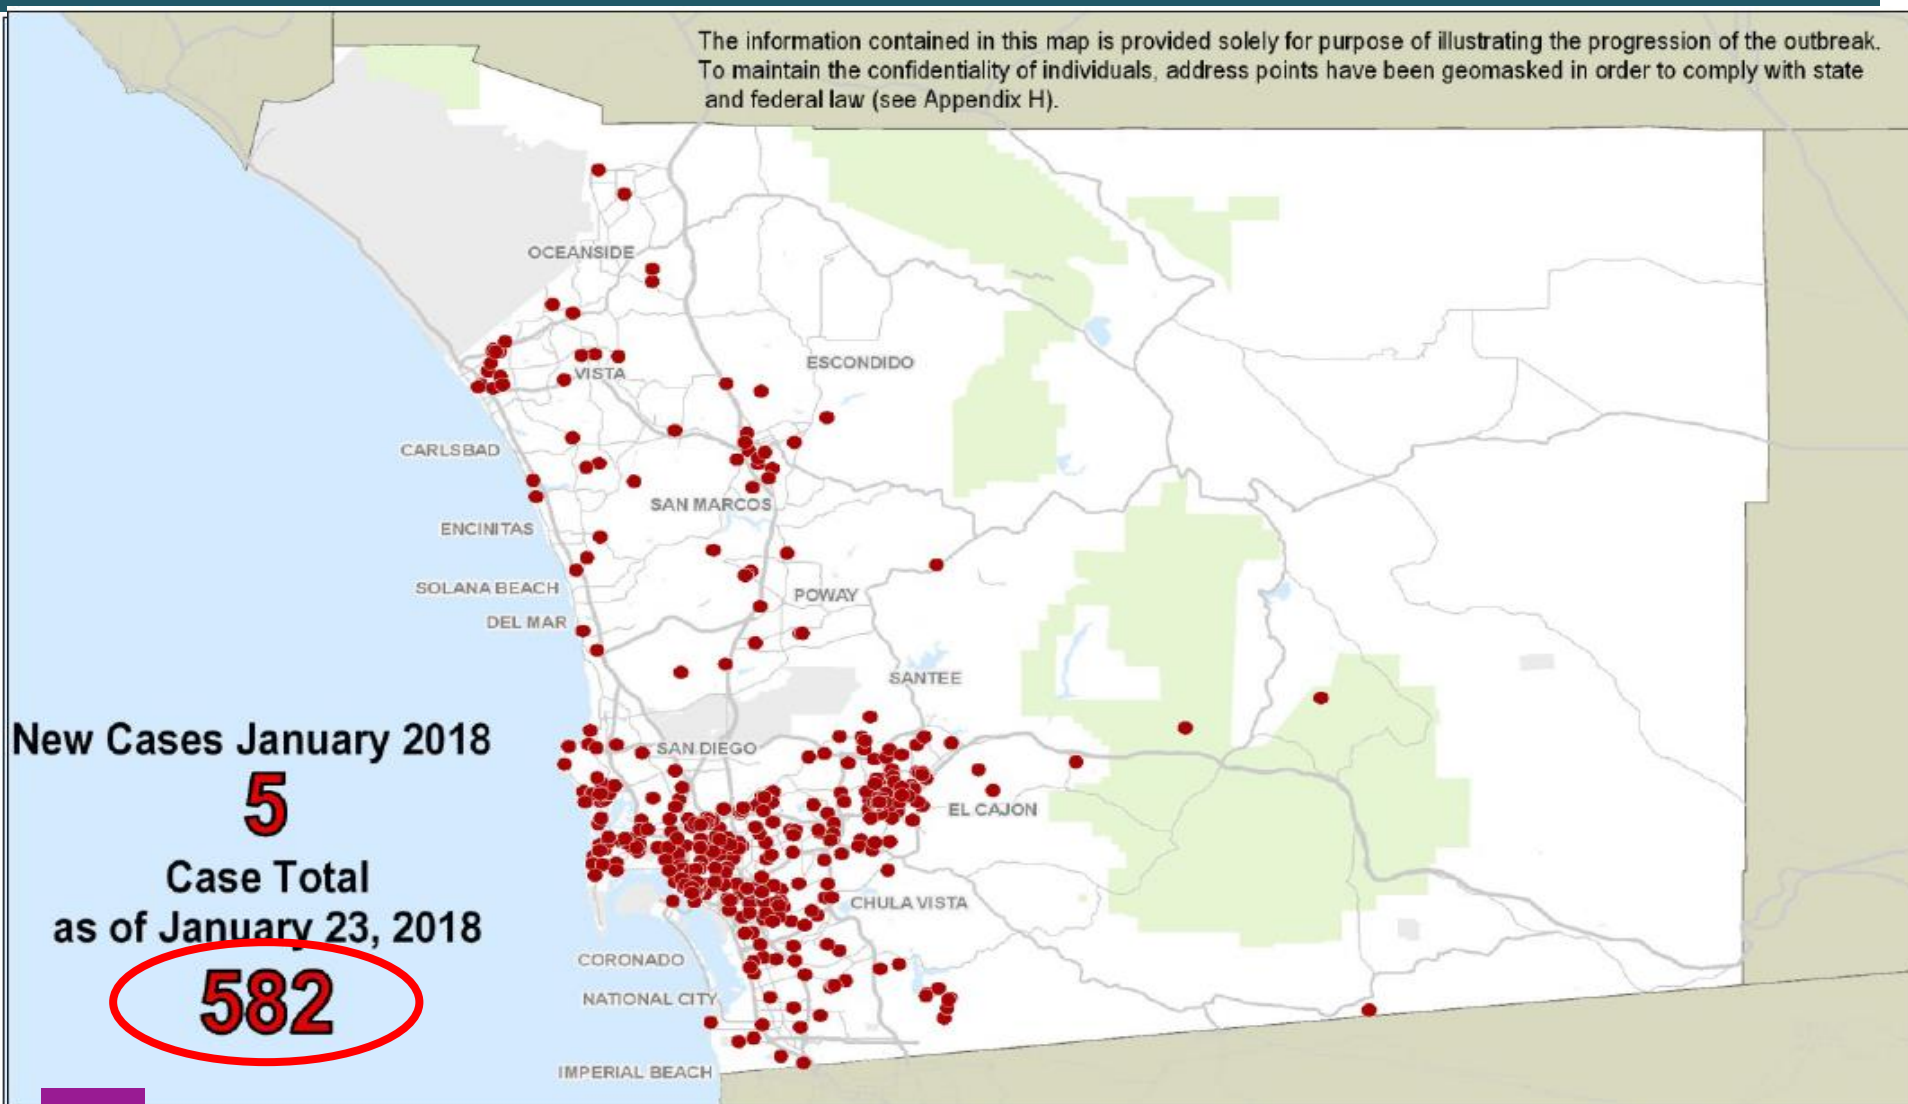 The information contained in this map is provided solely for purpose of illustrating the progression of the outbreak.
To maintain the confidentiality of individuals, address points have been geomasked in order to comply with state
and federal law (see Appendix H).
OCEANSIDE
ESCONDIDO
VISTA
CARLSBAD
SAN MARCOS
ENCINITAS
SOLANA BEACH
POWAY
DEL MAR
SANTEE
New Cases January 2018
5
SAN DIEGO
EL CAJON
Case Total
as of January 23, 2018
582
CHULA VISTA
CORONADO
NATIONAL CITY
IMPERIAL BEACH